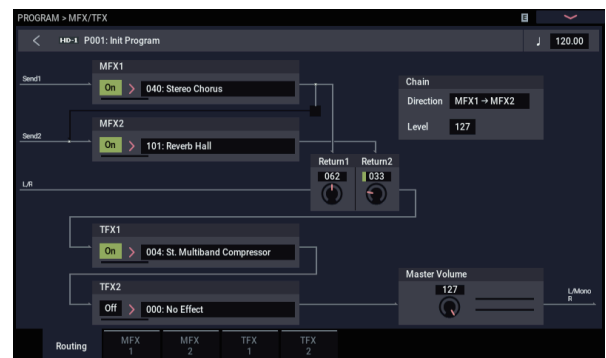 PROGRAM > MFX/TFX
E
HD-1 P001: Init Program
♩ 120.00
MFX1
Send1
On 040: Stereo Chorus
Chain
Direction MFX1 → MFX2
Level 127
MFX2
Send2
On 101: Reverb Hall
Return1 Return2
062 033
L/R
TFX1
On 004: St. Multiband Compressor
TFX2
Off 000: No Effect
Master Volume
127
L/Mono
R
Routing
MFX
1
MFX
2
TFX
1
TFX
2